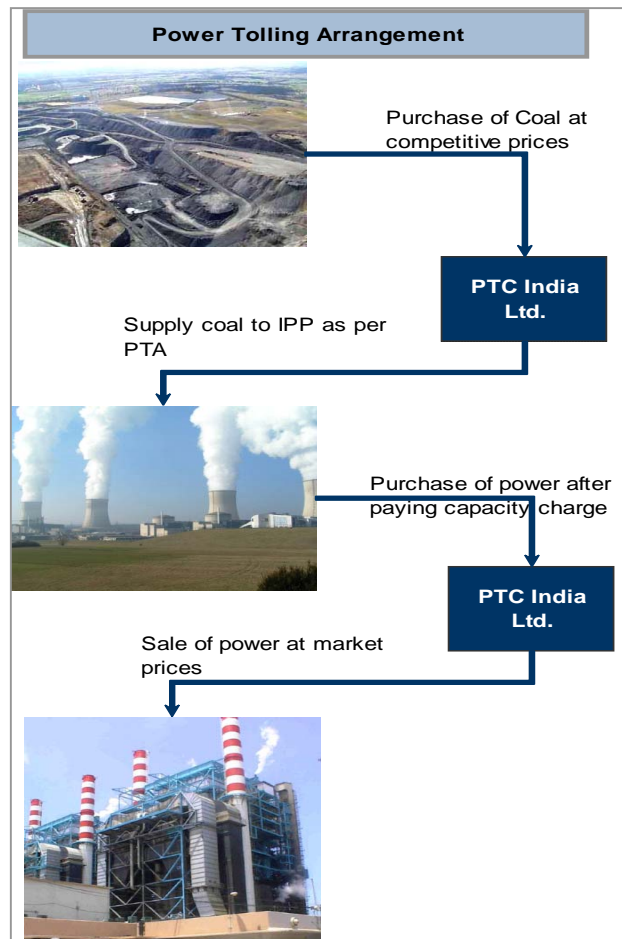 Power Tolling Arrangement
Purchase of Coal at
competitive prices
PTC India
Ltd.
Supply coal to IPP as per
PTA
Purchase of power after
paying capacity charge
PTC India
Ltd.
Sale of power at market
prices